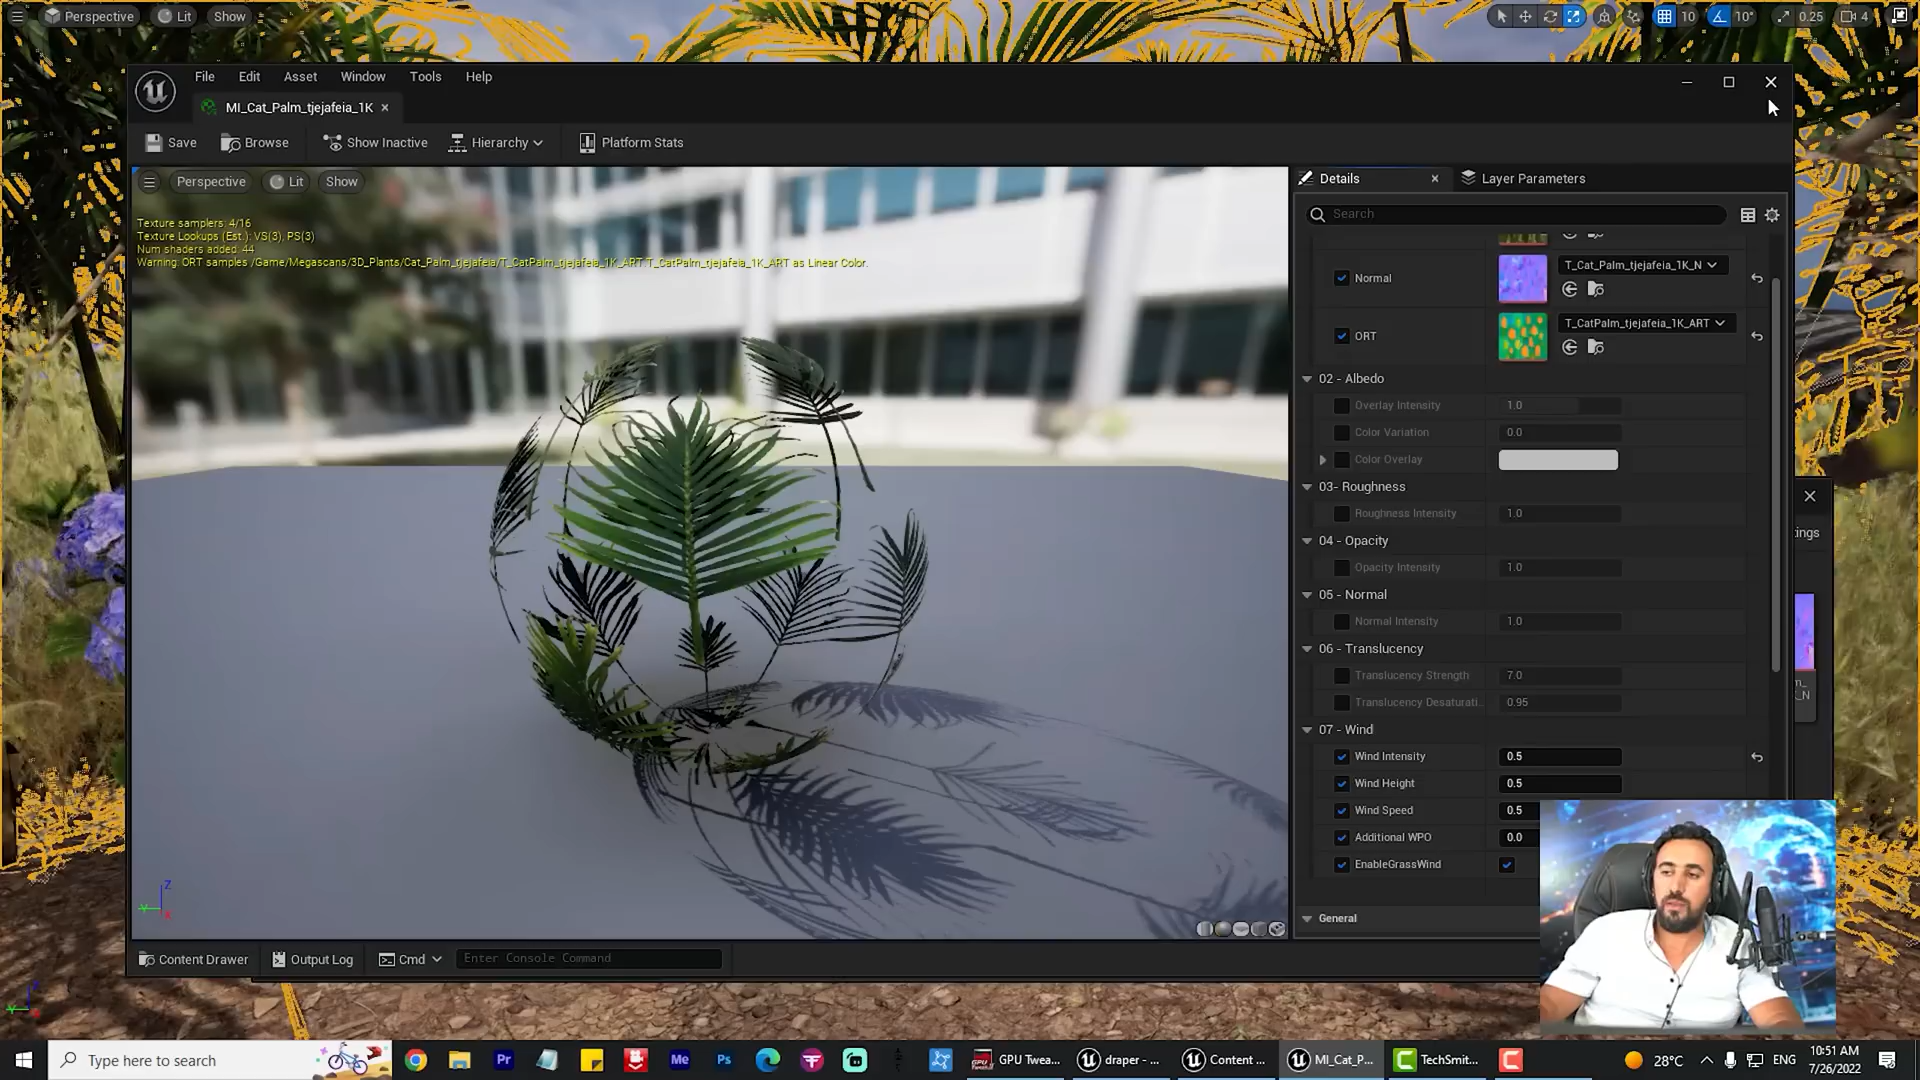 Perspective Lit Show
10 10° 0.25 4
File Edit Asset Window Tools Help
MI_Cat_Palm_tjejafeia_1K
Save Browse Show Inactive Hierarchy Platform Stats
Perspective Lit Show
Texture samplers: 4/16
Texture Lookups (Est.): VS(3), PS(3)
Num shaders added: 44
Warning: ORT samples /Game/Megascans/3D_Plants/Cat_Palm_tjejafeia/T_CatPalm_tjejafeia_1K_ART.T_CatPalm_tjejafeia_1K_ART as Linear Color.
Details Layer Parameters
Search
Normal T_Cat_Palm_tjejafeia_1K_N
ORT T_CatPalm_tjejafeia_1K_ART
02 - Albedo
Overlay Intensity 1.0
Color Variation 0.0
Color Overlay
03- Roughness
Roughness Intensity 1.0
04 - Opacity
Opacity Intensity 1.0
05 - Normal
Normal Intensity 1.0
06 - Translucency
Translucency Strength 7.0
Translucency Desaturati.. 0.95
07 - Wind
Wind Intensity 0.5
Wind Height 0.5
Wind Speed 0.5
Additional WPO 0.0
EnableGrassWind
General
tings
_N
Z
Y
X
Content Drawer Output Log Cmd Enter Console Command
Type here to search
Pr Me Ps
GPU Twea... draper - ... Content ... MI_Cat_P... TechSmit...
28°C ENG
10:51 AM
7/26/2022